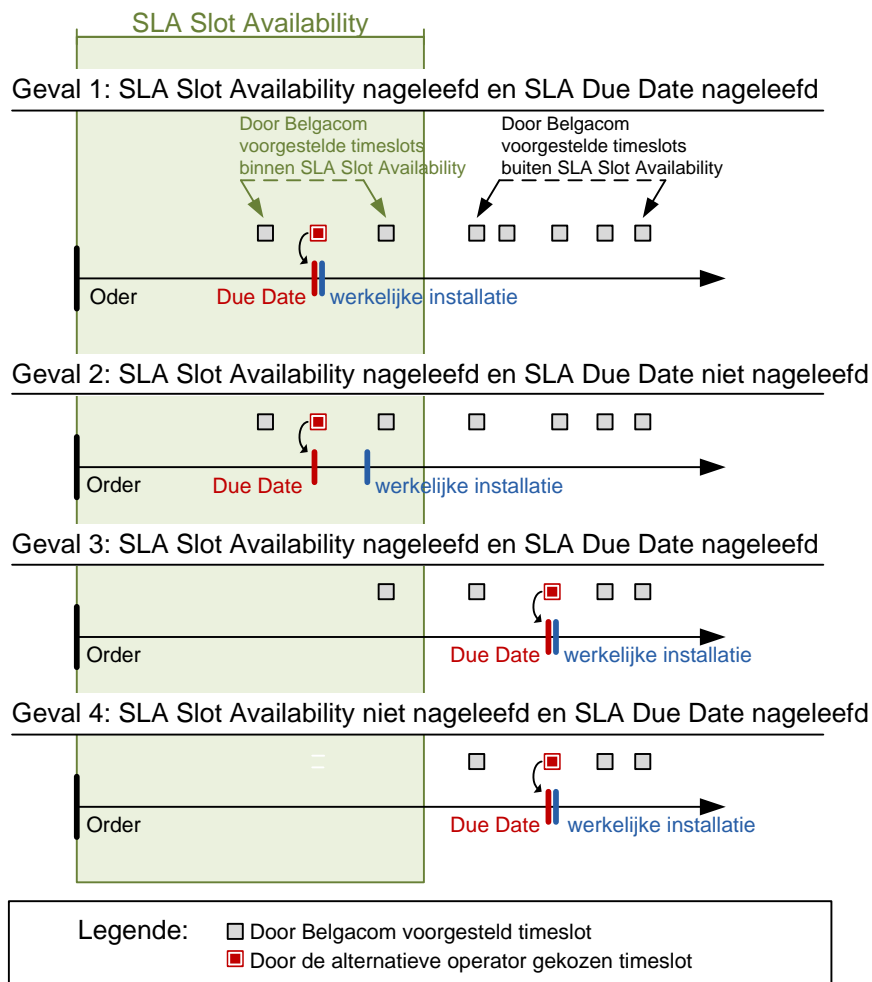 SLA Slot Availability
Geval 1: SLA Slot Availability nageleefd en SLA Due Date nageleefd
Door Belgacom
voorgestelde timeslots
binnen SLA Slot Availability
Door Belgacom
voorgestelde timeslots
buiten SLA Slot Availability
Oder
Due Date
werkelijke installatie
Geval 2: SLA Slot Availability nageleefd en SLA Due Date niet nageleefd
Order
Due Date
werkelijke installatie
Geval 3: SLA Slot Availability nageleefd en SLA Due Date nageleefd
Order
Due Date
werkelijke installatie
Geval 4: SLA Slot Availability niet nageleefd en SLA Due Date nageleefd
Order
Due Date
werkelijke installatie
Legende:
Door Belgacom voorgesteld timeslot
Door de alternatieve operator gekozen timeslot